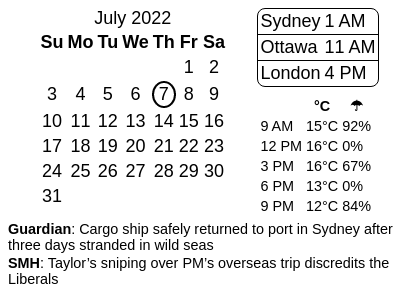 July 2022
Su Mo Tu We Th Fr Sa
1 2
3 4 5 6 7 8 9
10 11 12 13 14 15 16
17 18 19 20 21 22 23
24 25 26 27 28 29 30
31
Sydney 1 AM
Ottawa 11 AM
London 4 PM
°C ☂
9 AM 15°C 92%
12 PM 16°C 0%
3 PM 16°C 67%
6 PM 13°C 0%
9 PM 12°C 84%
Guardian: Cargo ship safely returned to port in Sydney after
three days stranded in wild seas
SMH: Taylor’s sniping over PM’s overseas trip discredits the
Liberals